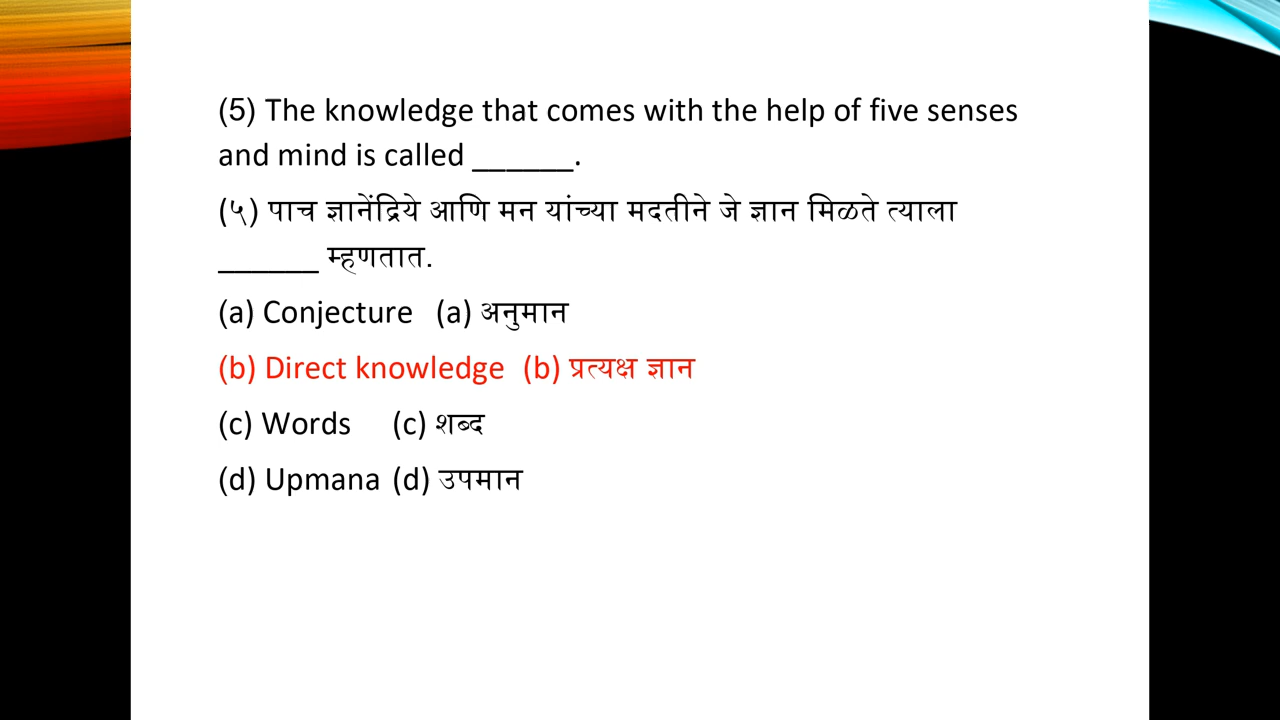 (5) The knowledge that comes with the help of five senses
and mind is called ______.
(५) पाच ज्ञानेंद्रिये आणि मन यांच्या मदतीने जे ज्ञान मिळते त्याला
______ म्हणतात.
(a) Conjecture (a) अनुमान
(b) Direct knowledge (b) प्रत्यक्ष ज्ञान
(c) Words (c) शब्द
(d) Upmana (d) उपमान